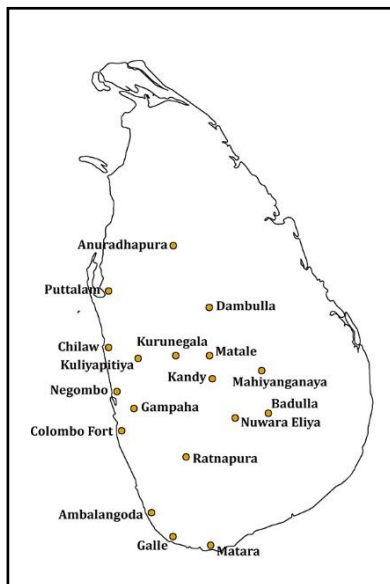 Anuradhapura
Puttalam
Dambulla
Chilaw
Kurunegala
Kuliyapitiya
Matale
Kandy
Mahiyanganaya
Negombo
Gampaha
Badulla
Nuwara Eliya
Colombo Fort
Ratnapura
Ambalangoda
Galle
Matara